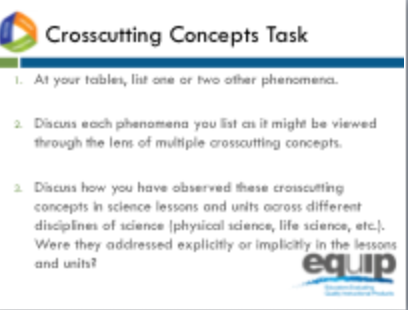 Crosscutting Concepts Task
1. At your tables, list one or two other phenomena.
2. Discuss each phenomena you list as it might be viewed
through the lens of multiple crosscutting concepts.
3. Discuss how you have observed these crosscutting
concepts in science lessons and units across different
disciplines of science (physical science, life science, etc.).
Were they addressed explicitly or implicitly in the lessons
and units?
equip
Educators Evaluating
Quality Instructional Products